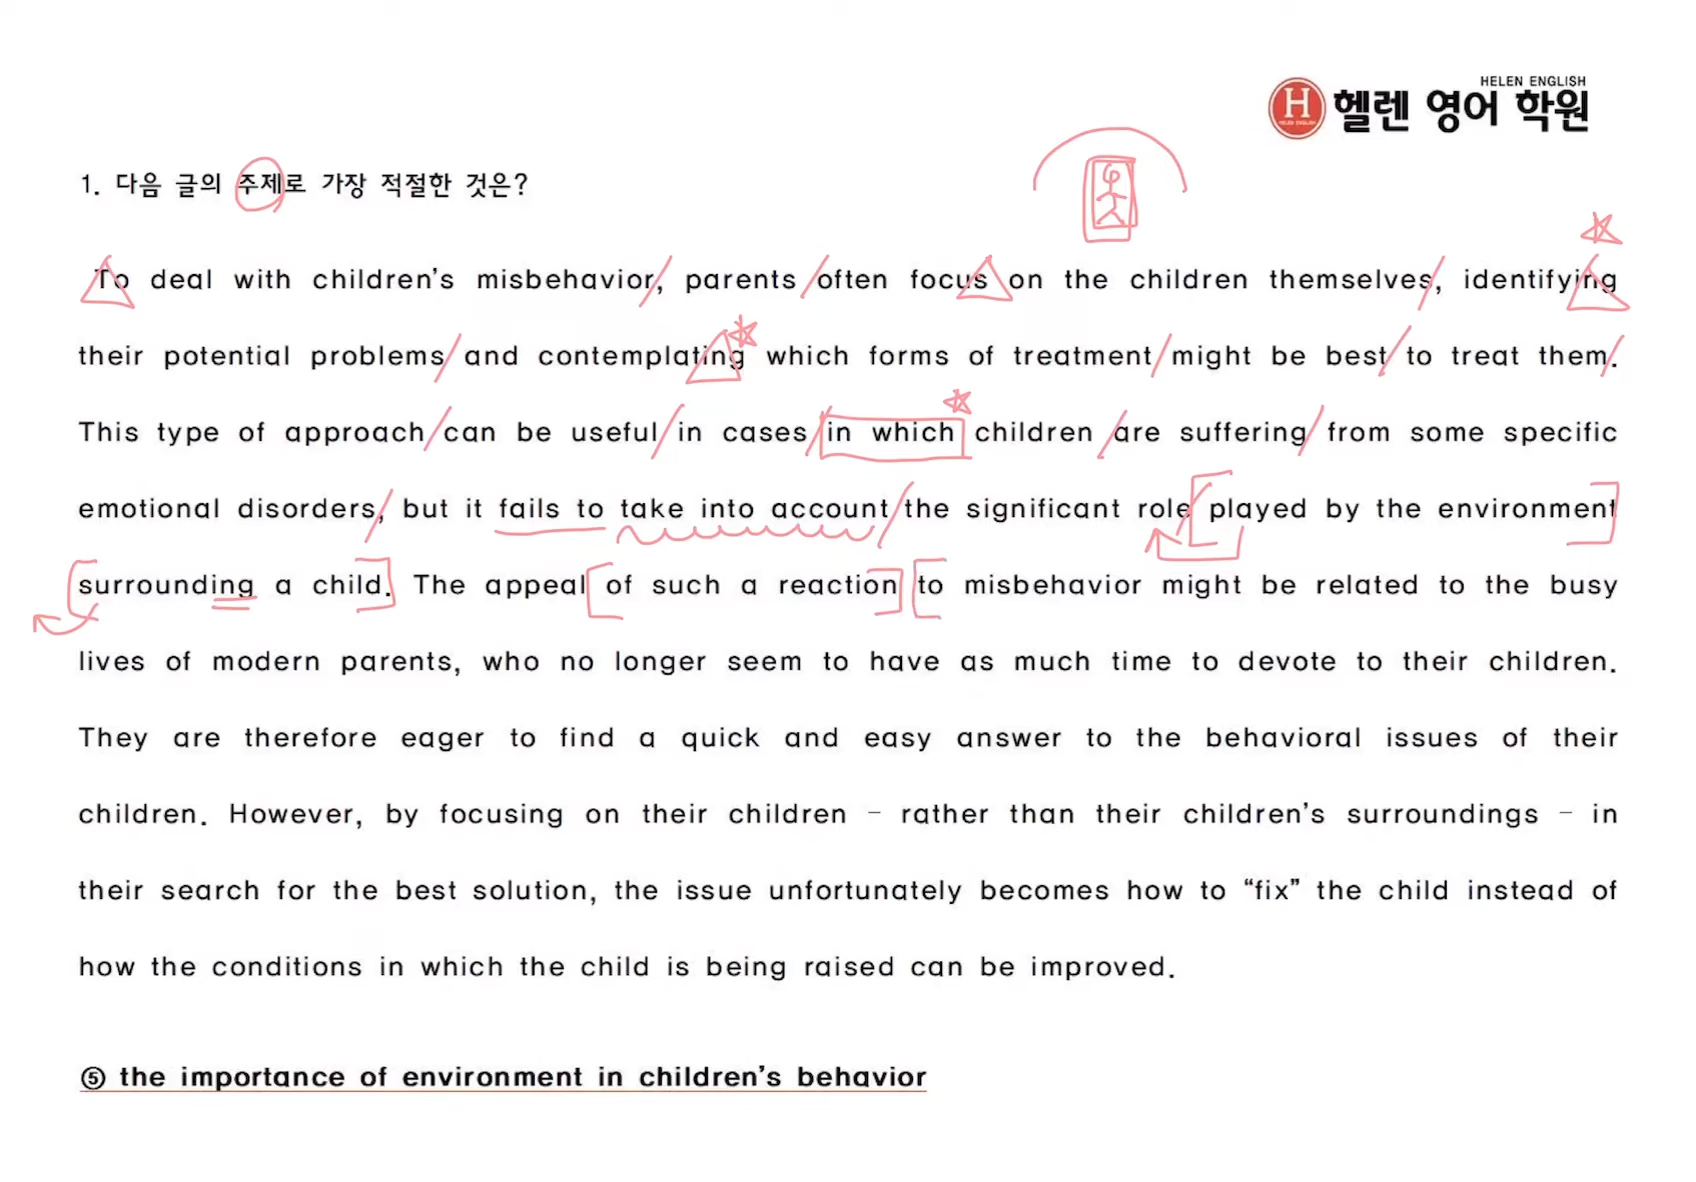 HELEN ENGLISH
H 헬렌 영어 학원
HELEN ENGLISH
1. 다음 글의 주제로 가장 적절한 것은?
To deal with children's misbehavior, parents often focus on the children themselves, identifying
their potential problems and contemplating which forms of treatment might be best to treat them.
This type of approach can be useful in cases in which children are suffering from some specific
emotional disorders, but it fails to take into account the significant role played by the environment
surrounding a child. The appeal of such a reaction to misbehavior might be related to the busy
lives of modern parents, who no longer seem to have as much time to devote to their children.
They are therefore eager to find a quick and easy answer to the behavioral issues of their
children. However, by focusing on their children – rather than their children's surroundings – in
their search for the best solution, the issue unfortunately becomes how to “fix” the child instead of
how the conditions in which the child is being raised can be improved.
⑤ the importance of environment in children's behavior